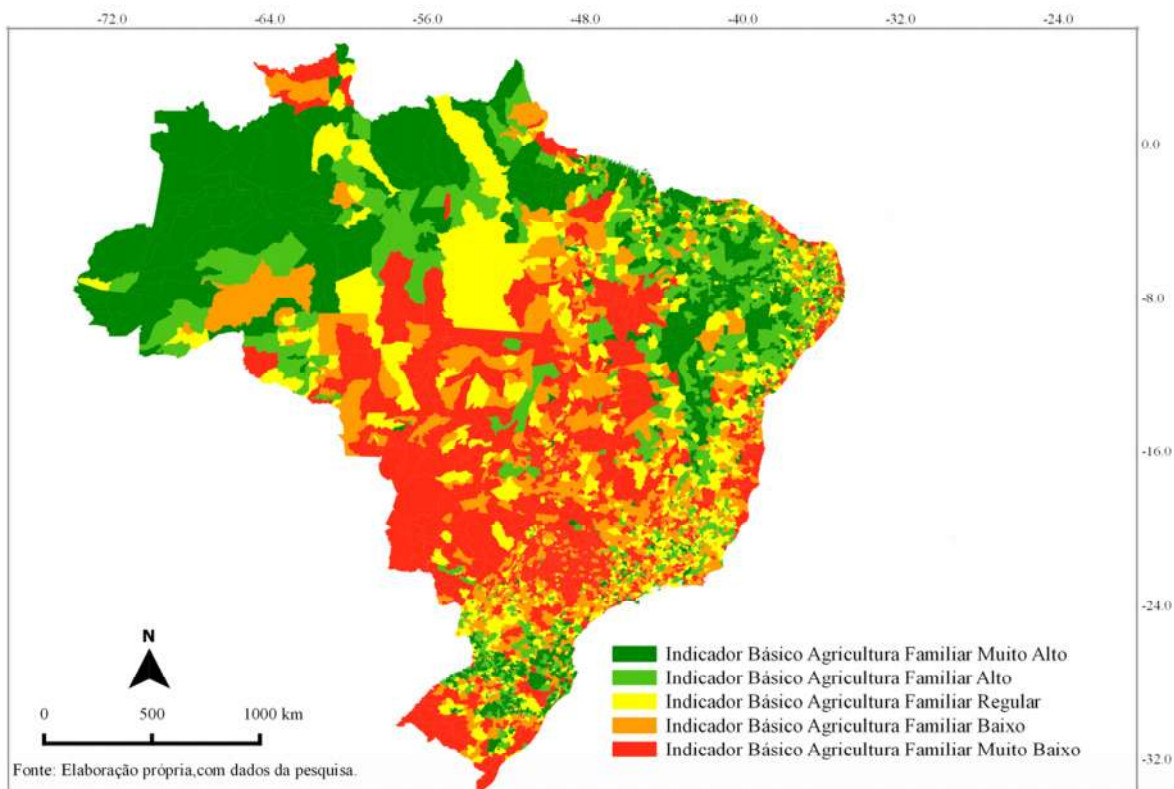 -72.0 -64.0 -56.0 -48.0 -40.0 -32.0 -24.0
0.0
-8.0
-16.0
-24.0
-32.0
N
0 500 1000 km
Indicador Básico Agricultura Familiar Muito Alto
Indicador Básico Agricultura Familiar Alto
Indicador Básico Agricultura Familiar Regular
Indicador Básico Agricultura Familiar Baixo
Indicador Básico Agricultura Familiar Muito Baixo
Fonte: Elaboração própria,com dados da pesquisa.